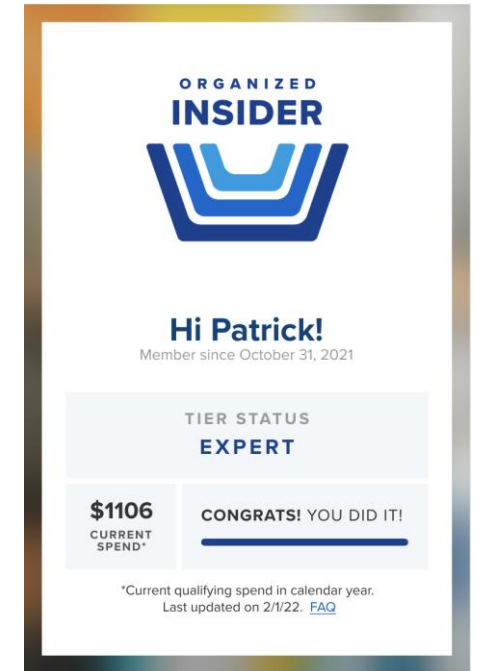 ORGANIZED
INSIDER
Hi Patrick!
Member since October 31, 2021
TIER STATUS
EXPERT
$1106
CURRENT
SPEND*
CONGRATS! YOU DID IT!
*Current qualifying spend in calendar year.
Last updated on 2/1/22. FAQ